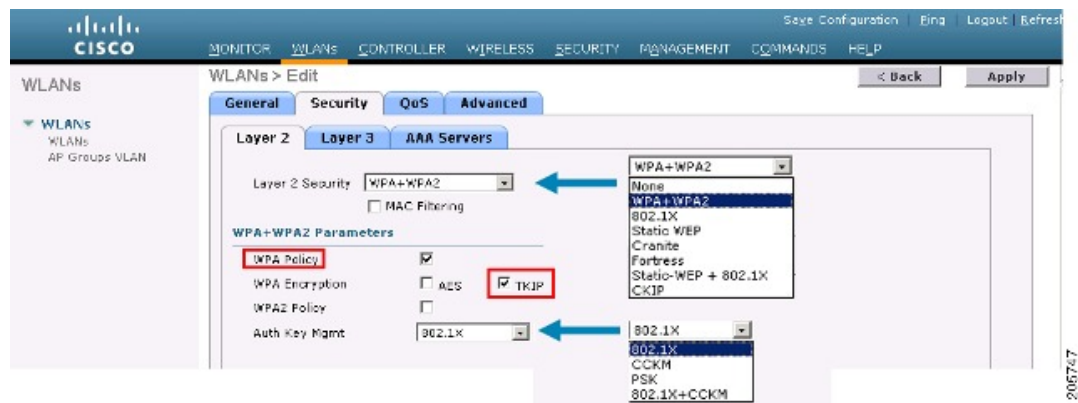 Save Configuration Ping Logout Refresh
CISCO
MONITOR WLANs CONTROLLER WIRELESS SECURITY MANAGEMENT COMMANDS HELP
WLANs
WLANs > Edit
< Back Apply
General Security QoS Advanced
WLANs
WLANs
AP Groups VLAN
Layer 2 Layer 3 AAA Servers
Layer 2 Security WPA+WPA2
MAC Filtering
WPA+WPA2
None
WPA+WPA2
802.1X
Static WEP
Cranite
Fortress
Static-WEP + 802.1X
CKIP
WPA+WPA2 Parameters
WPA Policy
WPA Encryption AES TKIP
WPA2 Policy
Auth Key Mgmt 802.1X
802.1X
802.1X
CCKM
PSK
802.1X+CCKM
205747